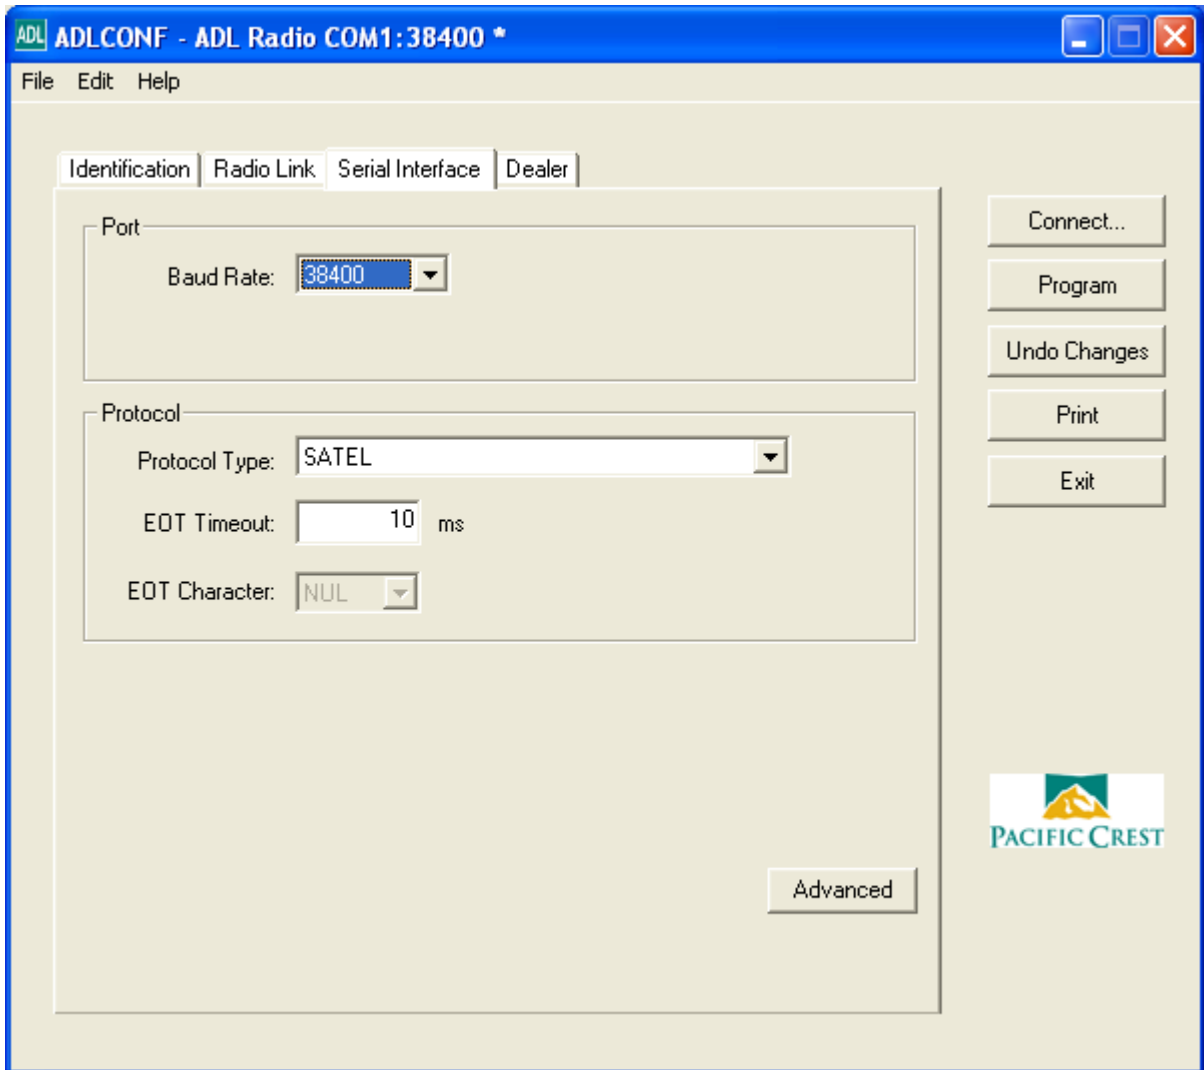 ADL ADLCONF - ADL Radio COM1:38400 *
File Edit Help
Identification Radio Link Serial Interface Dealer
Port
Baud Rate: 38400
Protocol
Protocol Type: SATEL
EOT Timeout: 10 ms
EOT Character: NUL
Advanced
Connect...
Program
Undo Changes
Print
Exit
PACIFIC CREST